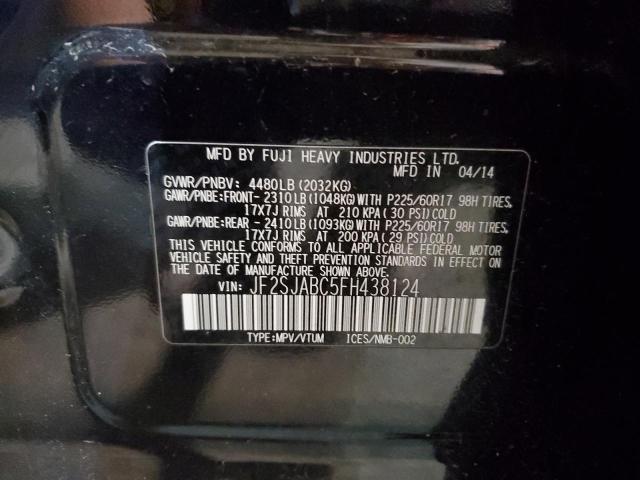 MFD BY FUJI HEAVY INDUSTRIES LTD.
MFD IN 04/14
GVWR/PNBV: 4480LB (2032KG)
GAWR/PNBE:FRONT- 2310LB(1048KG)WITH P225/60R17 98H TIRES,
17X7J RIMS AT 210 KPA( 30 PSI)COLD
GAWR/PNBE:REAR - 2410LB(1093KG)WITH P225/60R17 98H TIRES,
17X7J RIMS AT 200 KPA( 29 PSI)COLD
THIS VEHICLE CONFORMS TO ALL APPLICABLE FEDERAL MOTOR
VEHICLE SAFETY AND THEFT PREVENTION STANDARDS IN EFFECT
ON THE DATE OF MANUFACTURE SHOWN ABOVE.
VIN: JF2SJABC5FH438124
TYPE:MPV/VTUM ICES/NMB-002